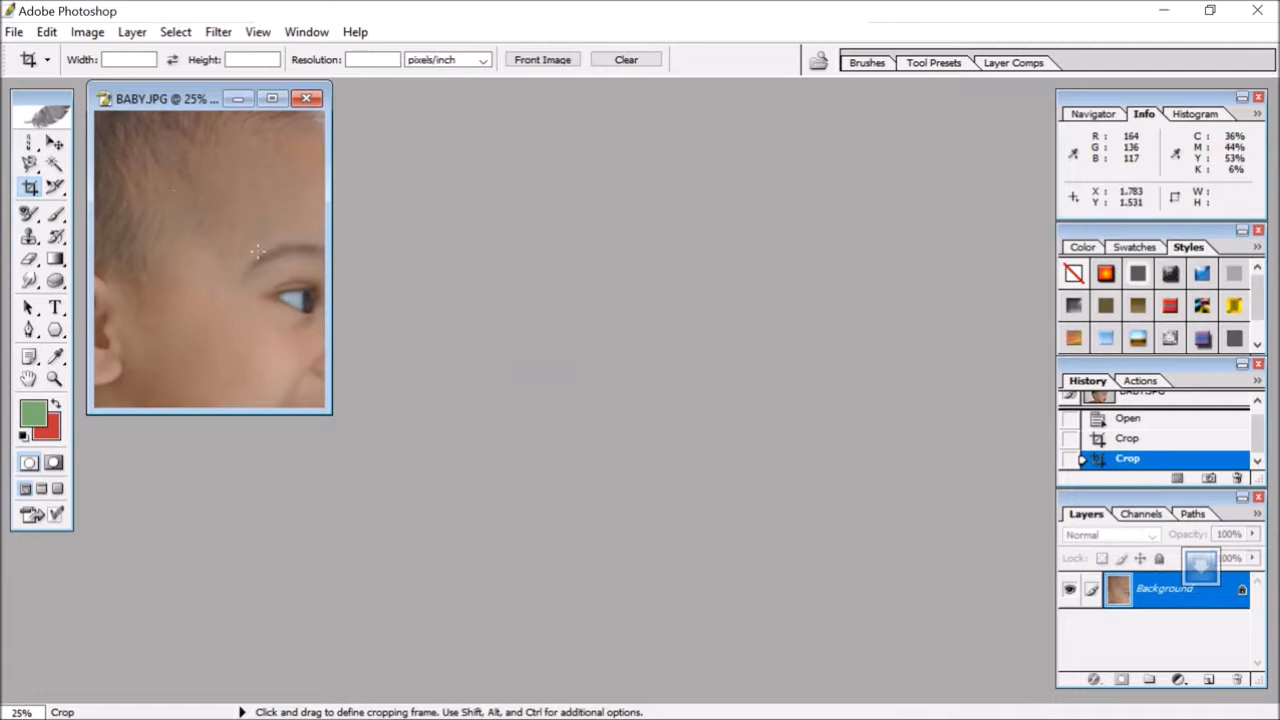 Adobe Photoshop
File Edit Image Layer Select Filter View Window Help
Width: Height: Resolution: pixels/inch Front Image Clear Brushes Tool Presets Layer Comps
BABY.JPG @ 25% ...
Navigator Info Histogram
R : 164 C : 36%
G : 136 M : 44%
B : 117 Y : 53%
K : 6%
X : 1.783 W :
Y : 1.531 H :
Color Swatches Styles
History Actions
BABY.JPG
Open
Crop
Crop
Layers Channels Paths
Normal Opacity: 100%
Lock: 100%
Background
25% Crop Click and drag to define cropping frame. Use Shift, Alt, and Ctrl for additional options.